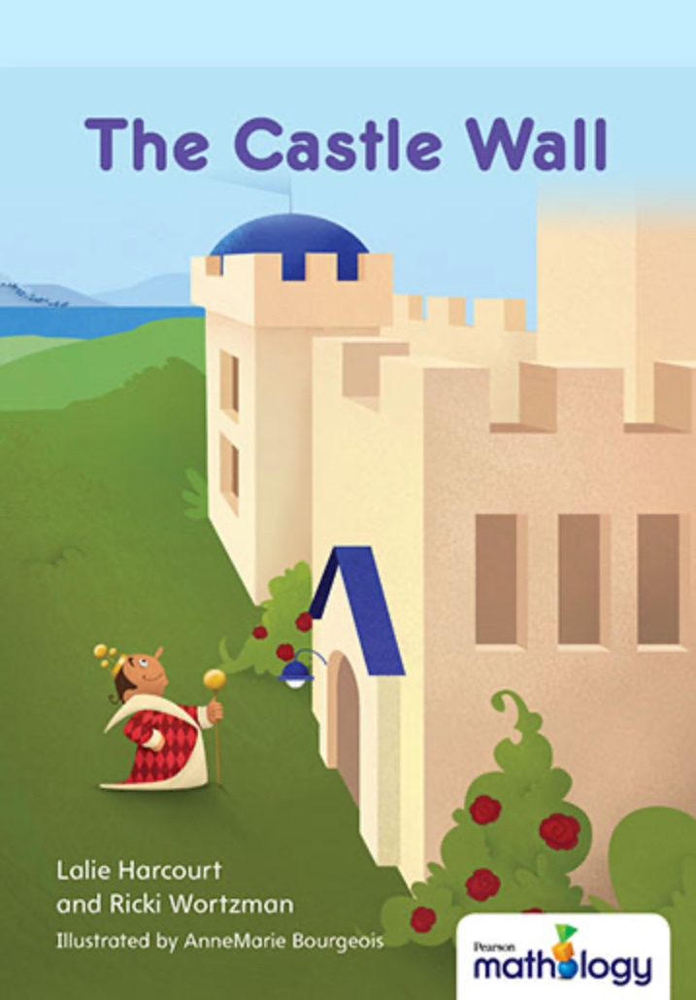 The Castle Wall
Lalie Harcourt
and Ricki Wortzman
Illustrated by AnneMarie Bourgeois
Pearson
mathology